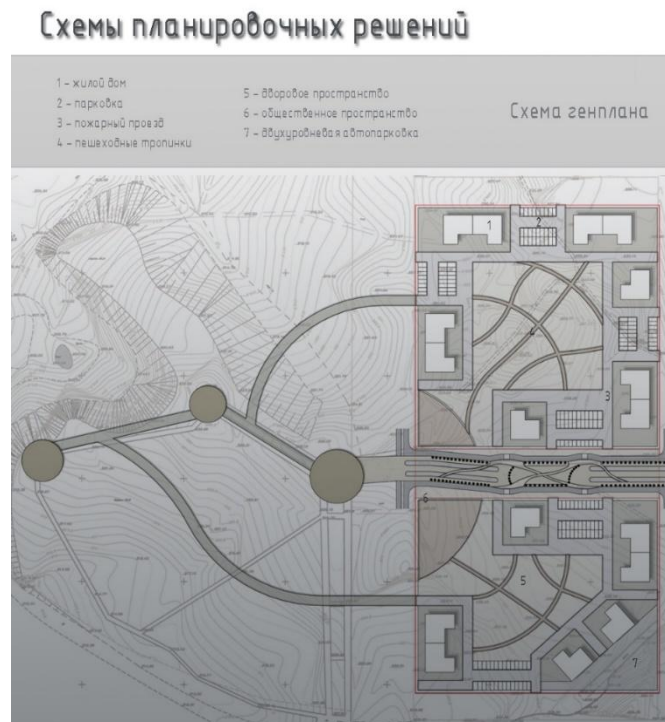 Схемы планировочных решений
1 – жилой дом
2 – парковка
3 – пожарный проезд
4 – пешеходные тропинки
5 – дворовое пространство
6 – общественное пространство
7 – двухуровневая автопарковка
Схема генплана
1
2
4
3
6
5
7